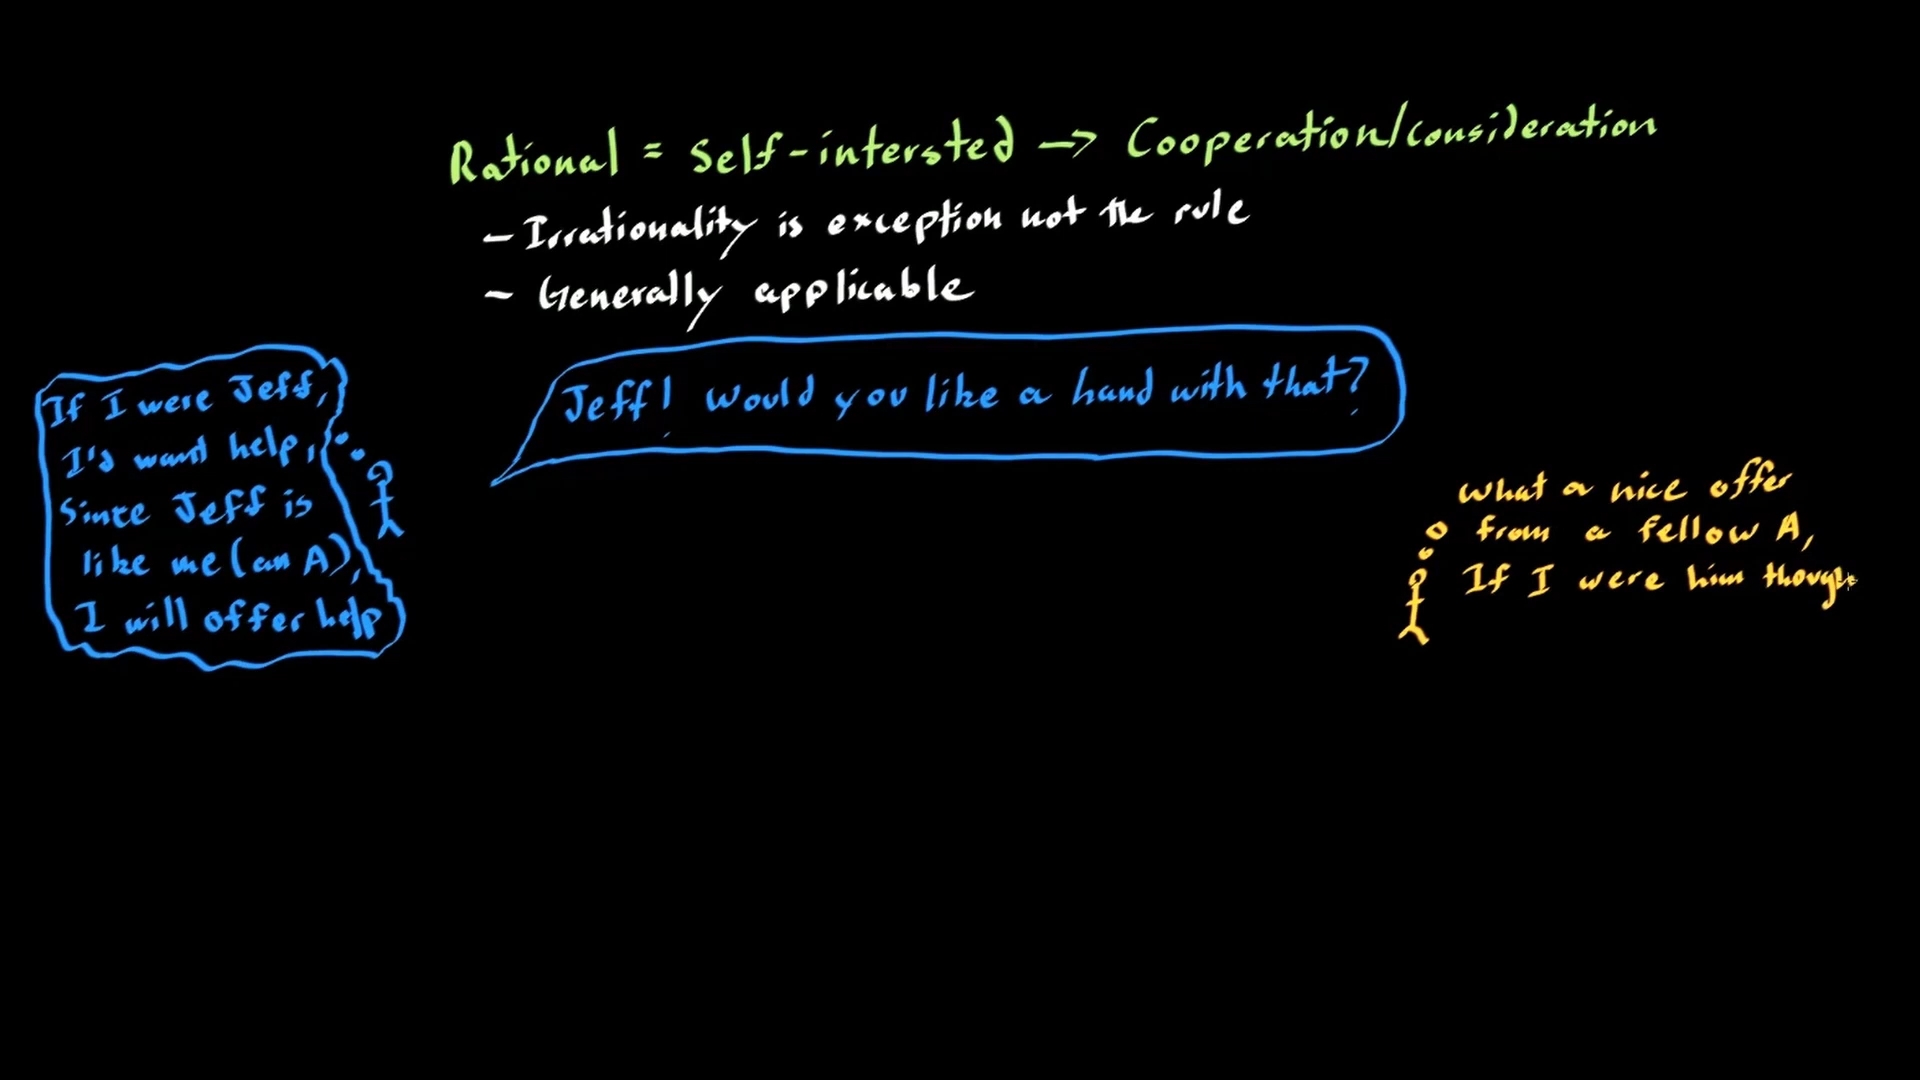 Rational = Self-intersted → Cooperation/consideration
- Irrationality is exception not the rule
- Generally applicable
If I were Jeff,
I'd want help,
Since Jeff is
like me (an A),
I will offer help
Jeff! Would you like a hand with that?
What a nice offer
from a fellow A,
If I were him though